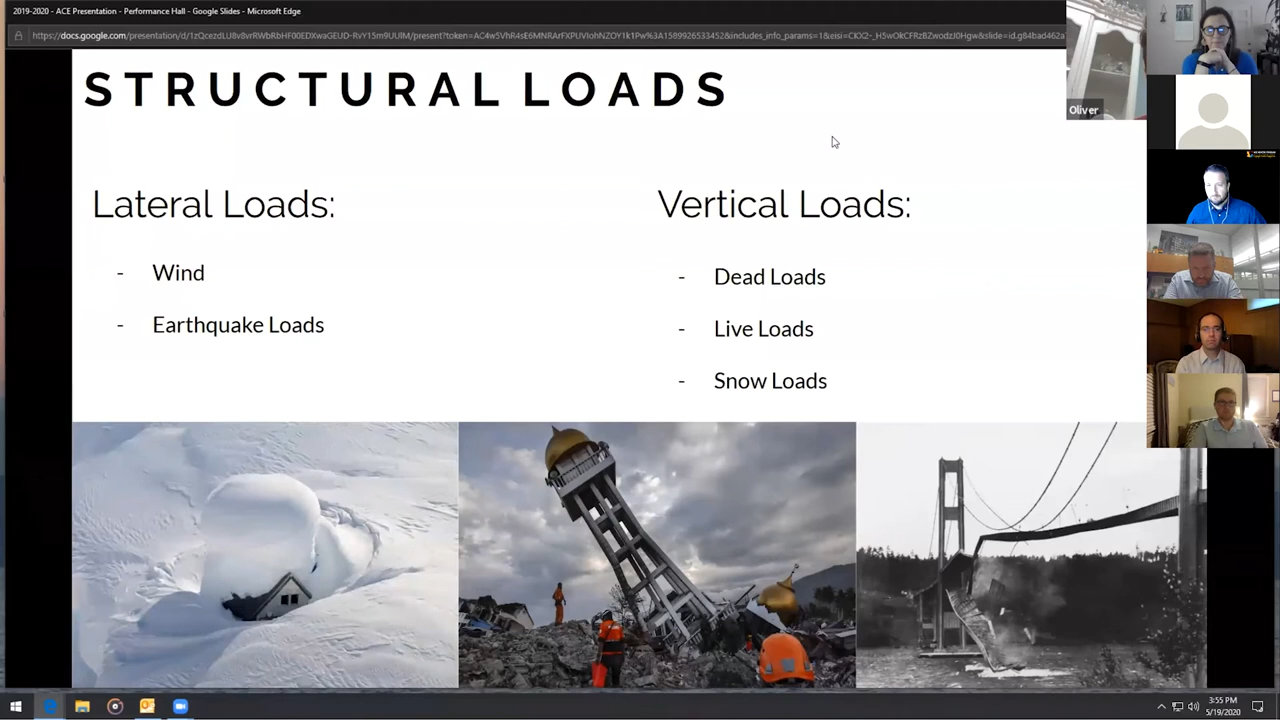 2019-2020 - ACE Presentation - Performance Hall - Google Slides - Microsoft Edge
STRUCTURAL LOADS
Oliver
Lateral Loads:
- Wind
- Earthquake Loads
Vertical Loads:
- Dead Loads
- Live Loads
- Snow Loads
3:55 PM
5/19/2020